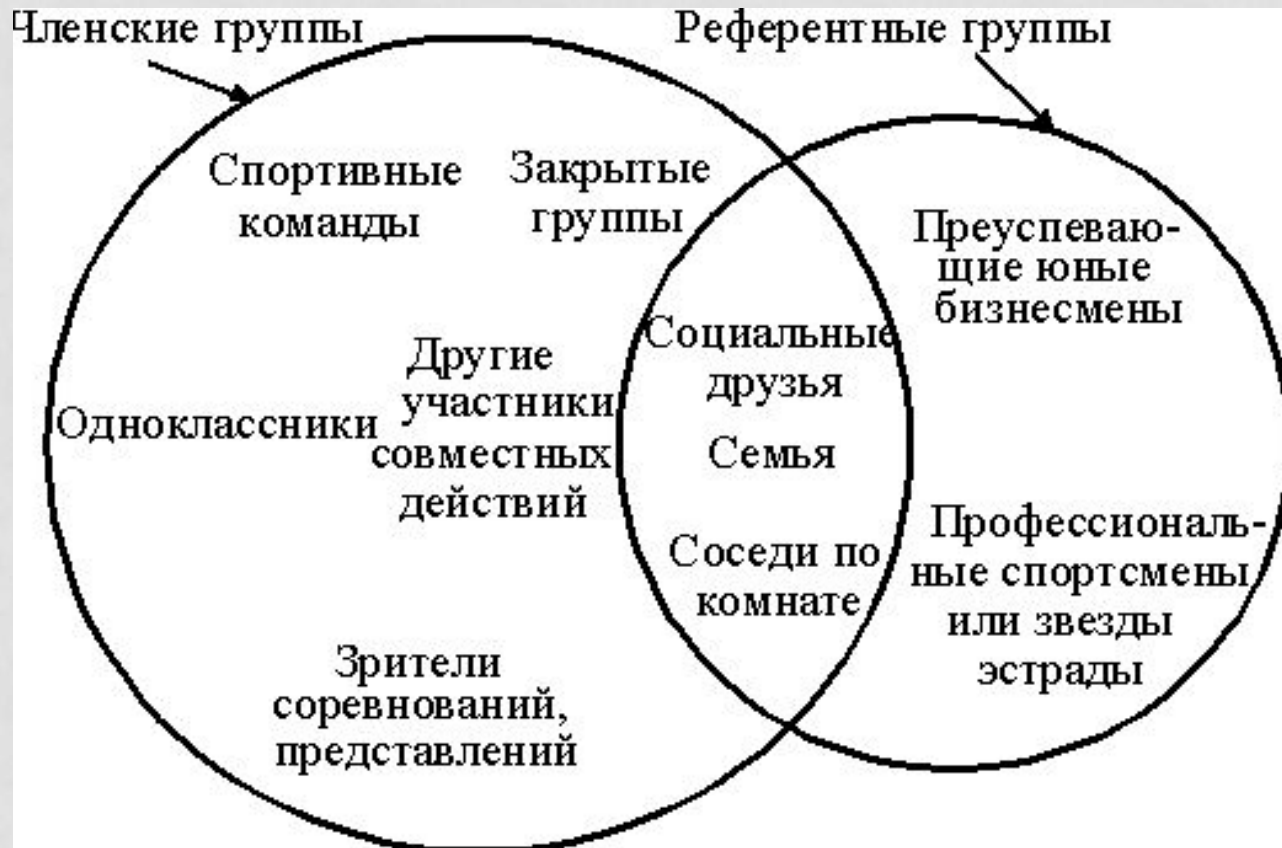 Членские группы
Референтные группы
Спортивные
команды
Закрытые
группы
Преуспеваю-
щие юные
бизнесмены
Социальные
друзья
Другие
участники
совместных
действий
Одноклассники
Семья
Соседи по
комнате
Профессиональ-
ные спортсмены
или звезды
эстрады
Зрители
соревнований,
представлений